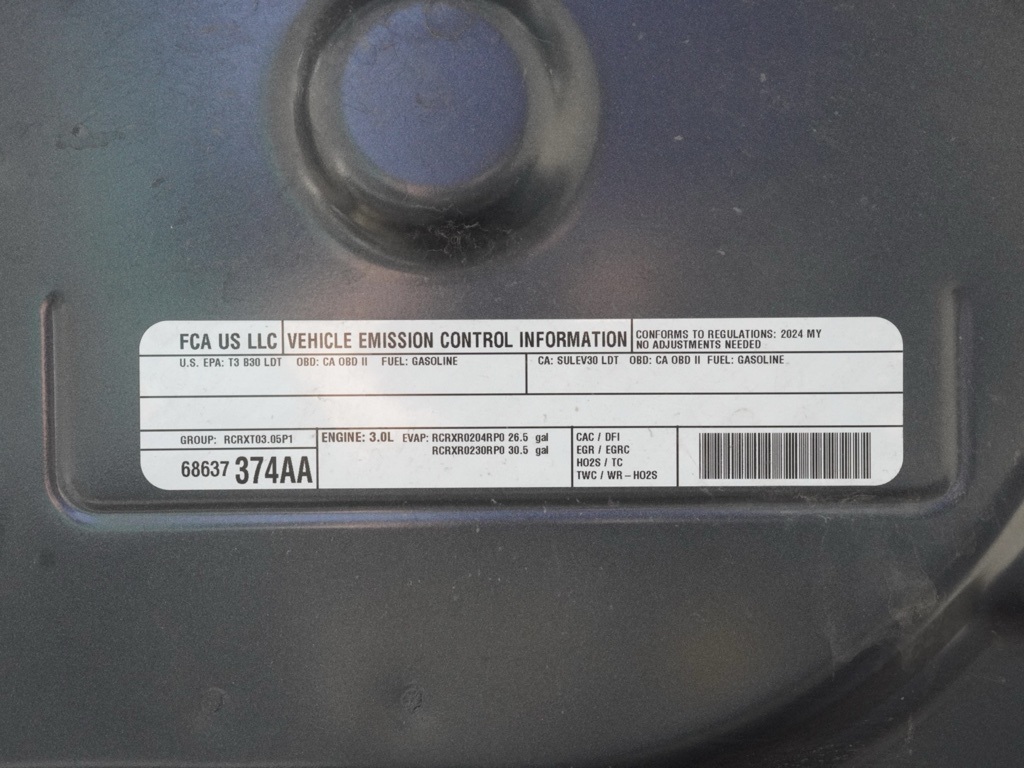 FCA US LLC VEHICLE EMISSION CONTROL INFORMATION
CONFORMS TO REGULATIONS: 2024 MY
NO ADJUSTMENTS NEEDED
U.S. EPA: T3 B30 LDT OBD: CA OBD II FUEL: GASOLINE
CA: SULEV30 LDT OBD: CA OBD II FUEL: GASOLINE
GROUP: RCRXT03.05P1
68637 374AA
ENGINE: 3.0L EVAP: RCRXR0204RP0 26.5 gal
RCRXR0230RP0 30.5 gal
CAC / DFI
EGR / EGRC
HO2S / TC
TWC / WR-HO2S